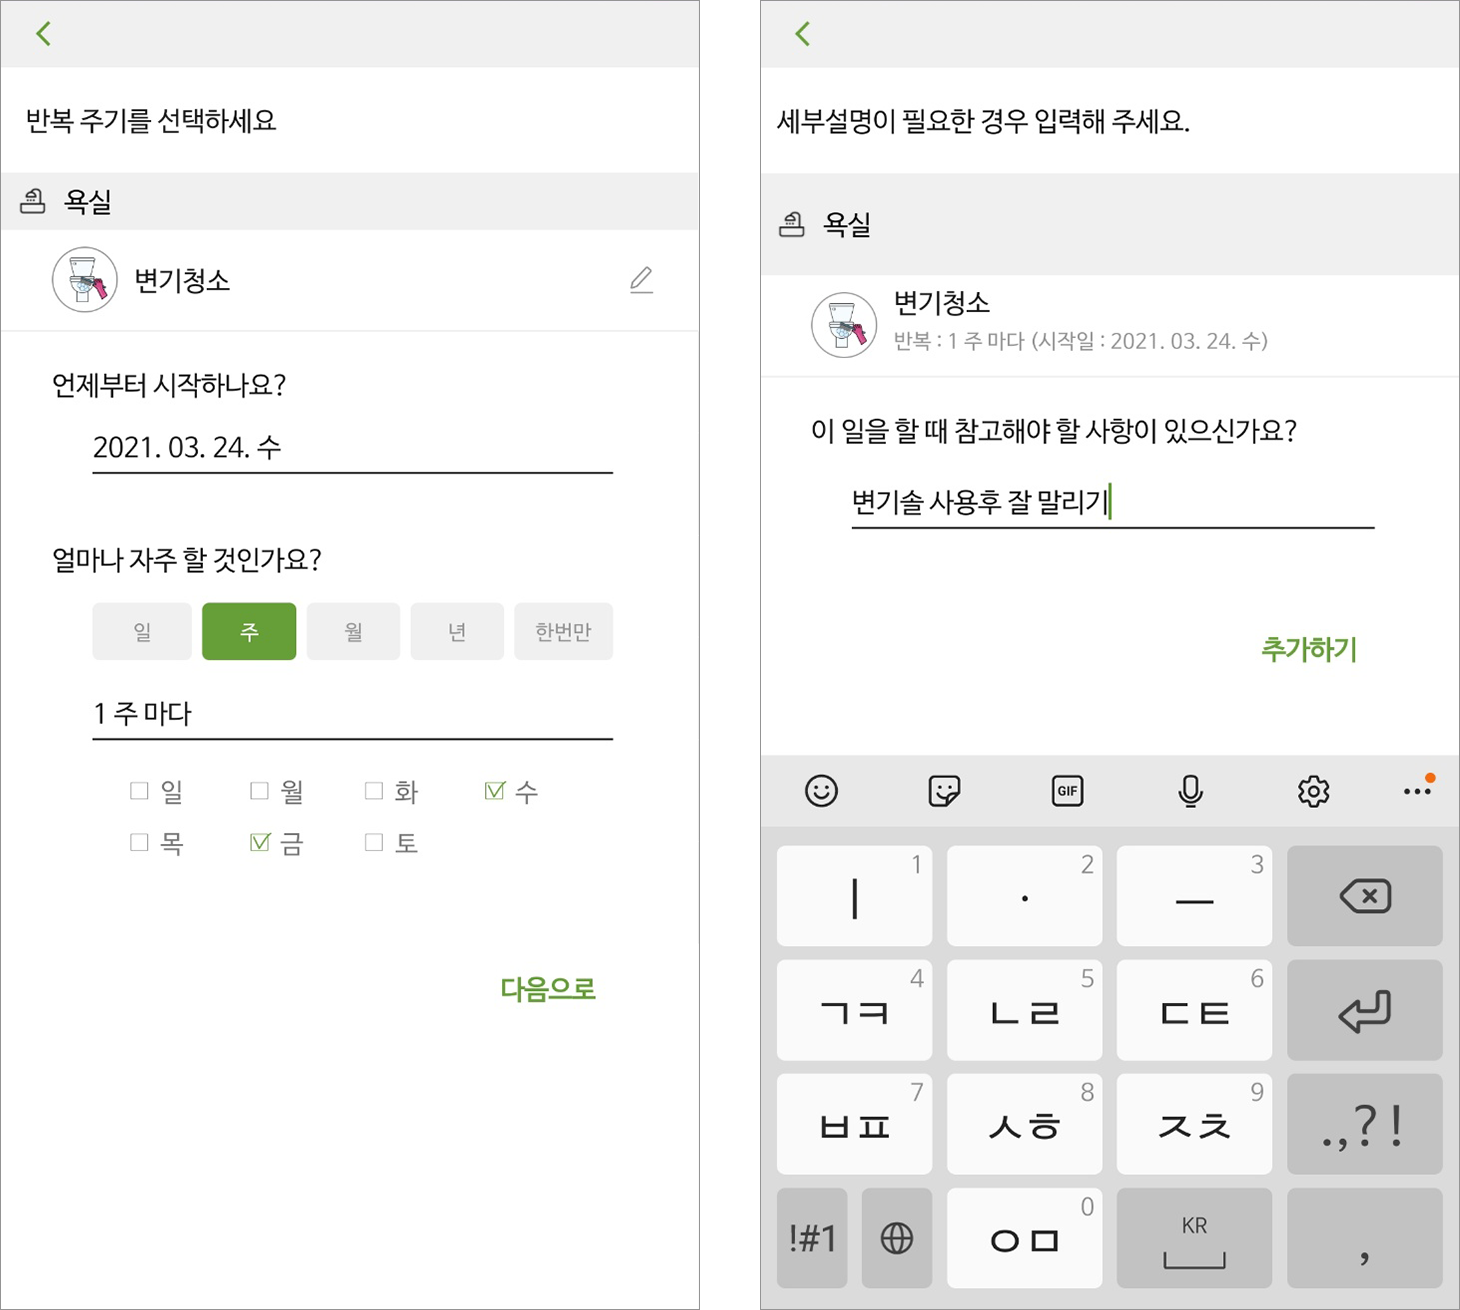 반복 주기를 선택하세요
욕실
변기청소
언제부터 시작하나요?
2021. 03. 24. 수
얼마나 자주 할 것인가요?
일 주 월 년 한번만
1 주 마다
일 월 화 수
목 금 토
다음으로
세부설명이 필요한 경우 입력해 주세요.
욕실
변기청소
반복 : 1 주 마다 (시작일 : 2021. 03. 24. 수)
이 일을 할 때 참고해야 할 사항이 있으신가요?
변기솔 사용후 잘 말리기
추가하기
GIF
ㅣ 1 · 2 ㅡ 3
ㄱㅋ 4 ㄴㄹ 5 ㄷㅌ 6
ㅂㅍ 7 ㅅㅎ 8 ㅈㅊ 9 .,?!
!#1 ㅇㅁ 0 KR ,